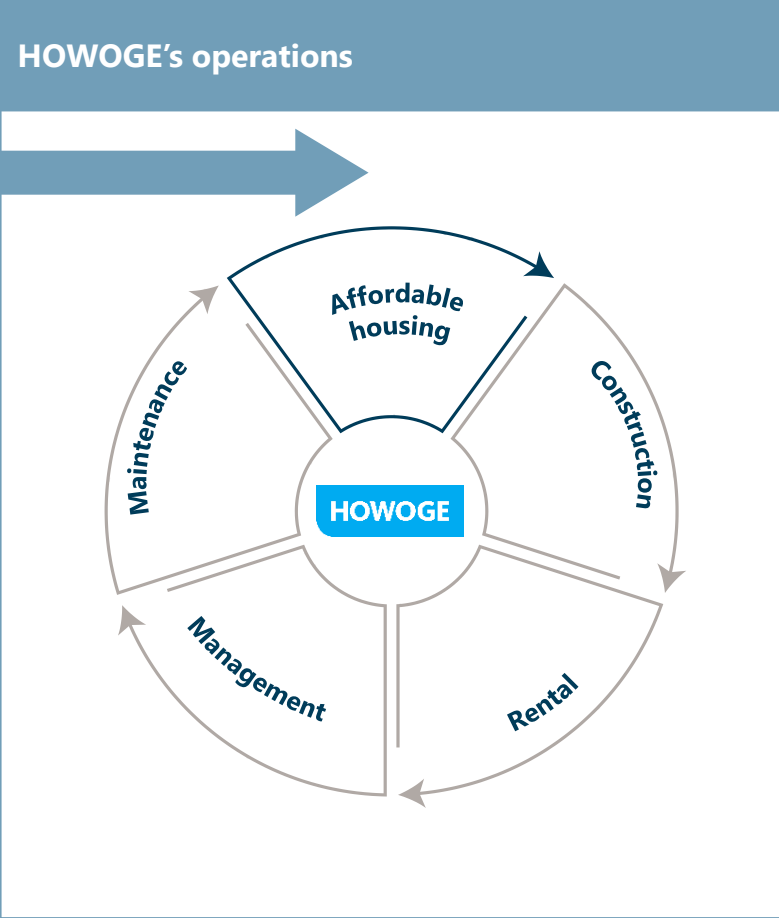 HOWOGE’s operations
Affordable
housing
Construction
Maintenance
HOWOGE
Management
Rental